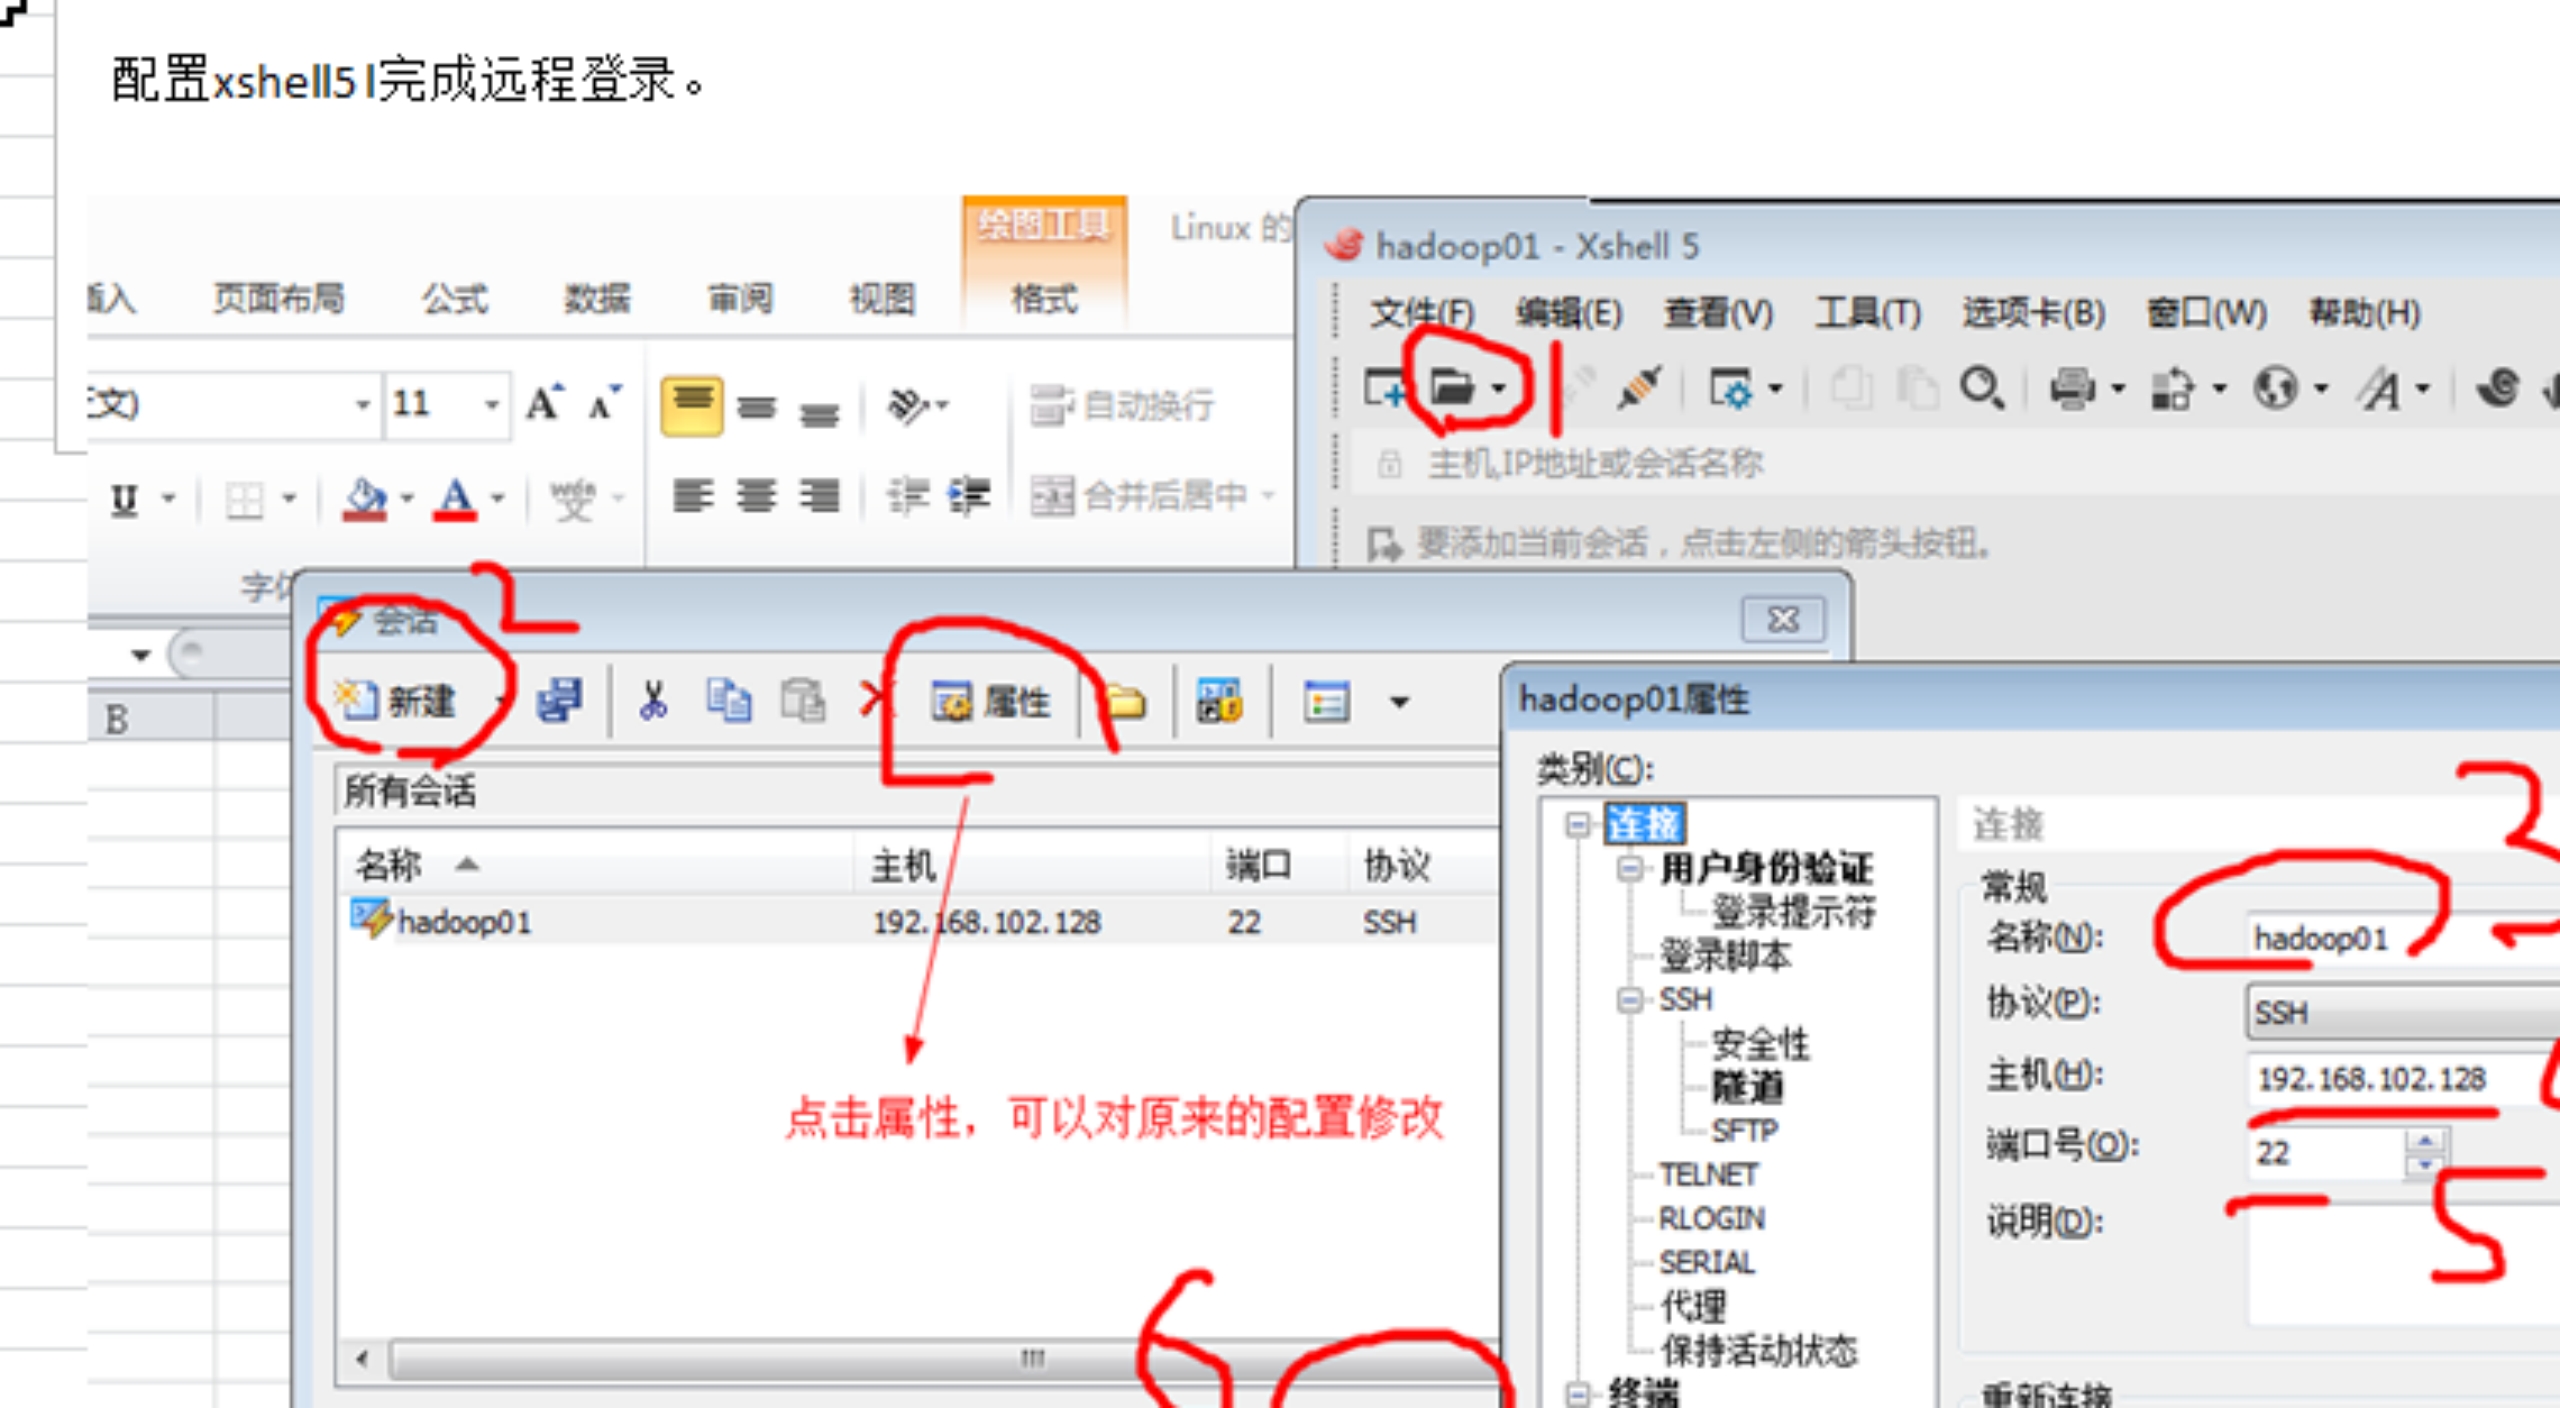 配置xshell5 l完成远程登录。
绘图工具
Linux 的
插入 页面布局 公式 数据 审阅 视图 格式
文) 11 A A 自动换行
U A wén 文 合并后居中
字体
B
hadoop01 - Xshell 5
文件(F) 编辑(E) 查看(V) 工具(T) 选项卡(B) 窗口(W) 帮助(H)
1
主机,IP地址或会话名称
要添加当前会话，点击左侧的箭头按钮。
会话
2
新建 属性
所有会话
名称 主机 端口 协议
hadoop01 192.168.102.128 22 SSH
点击属性，可以对原来的配置修改
6
hadoop01属性
类别(C):
连接
用户身份验证
登录提示符
登录脚本
SSH
安全性
隧道
SFTP
TELNET
RLOGIN
SERIAL
代理
保持活动状态
终端
连接
3
常规
名称(N): hadoop01
协议(P): SSH
主机(H): 192.168.102.128
端口号(O): 22
5
说明(D):
重新连接